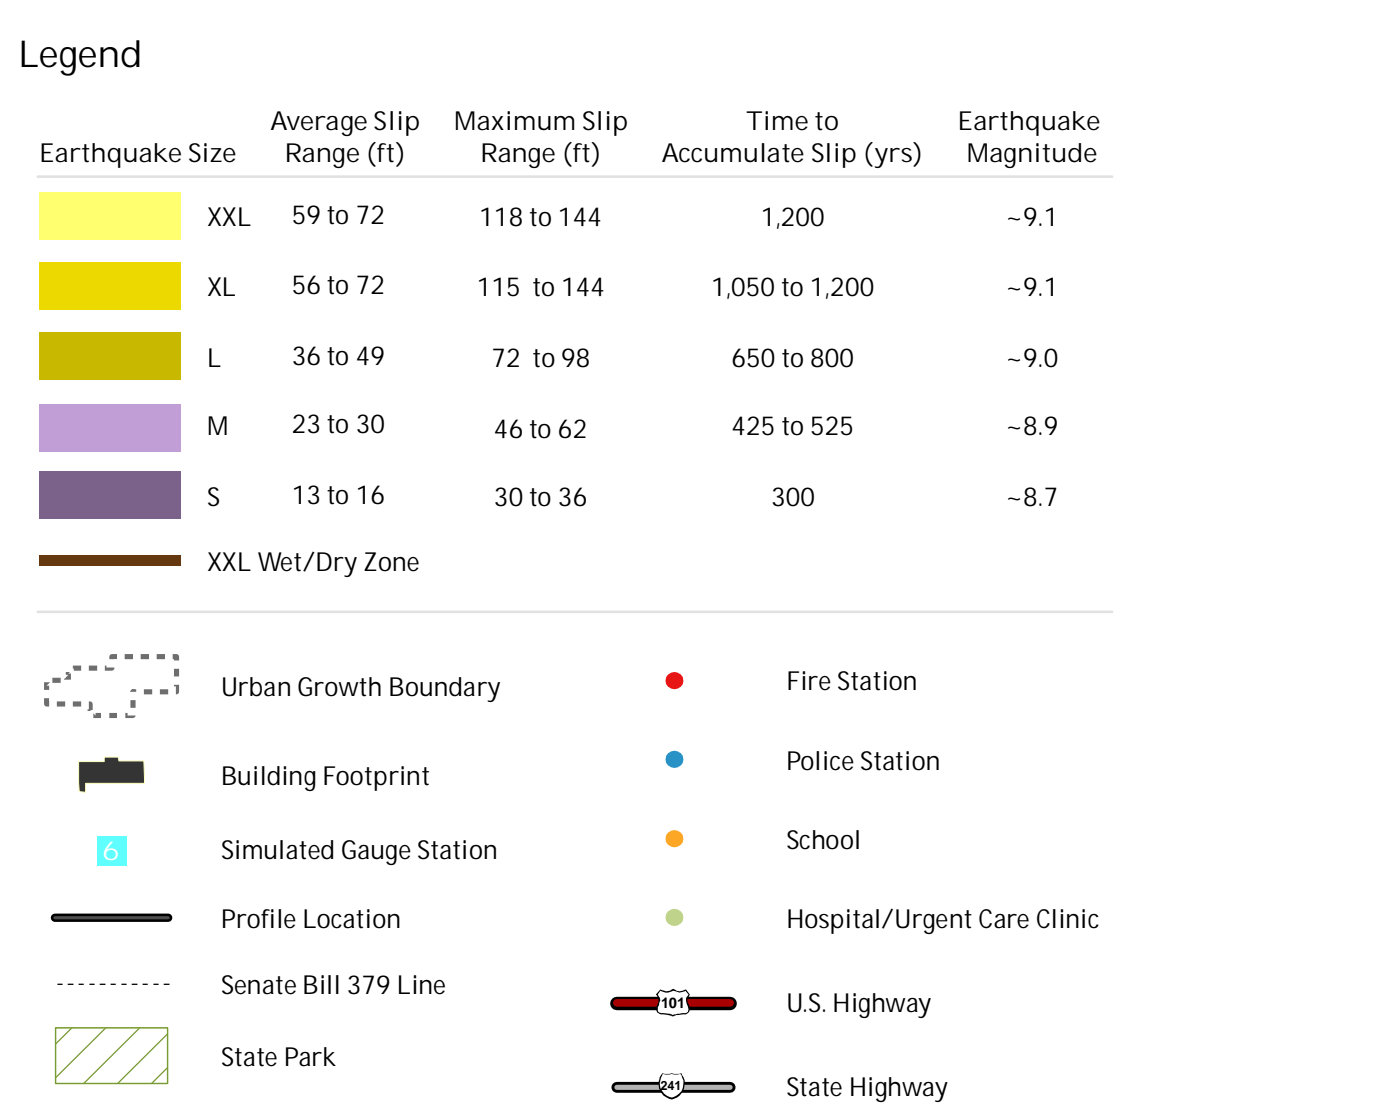 Legend
Earthquake Size Average Slip Range (ft) Maximum Slip Range (ft) Time to Accumulate Slip (yrs) Earthquake Magnitude
XXL 59 to 72 118 to 144 1,200 ~9.1
XL 56 to 72 115 to 144 1,050 to 1,200 ~9.1
L 36 to 49 72 to 98 650 to 800 ~9.0
M 23 to 30 46 to 62 425 to 525 ~8.9
S 13 to 16 30 to 36 300 ~8.7
XXL Wet/Dry Zone
Urban Growth Boundary
Building Footprint
6 Simulated Gauge Station
Profile Location
Senate Bill 379 Line
State Park
Fire Station
Police Station
School
Hospital/Urgent Care Clinic
101 U.S. Highway
241 State Highway